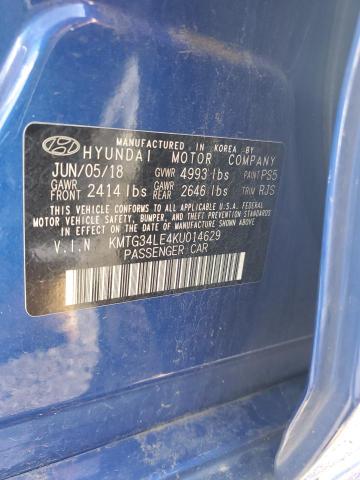 MANUFACTURED IN KOREA BY
HYUNDAI MOTOR COMPANY
JUN/05/18 GVWR 4993 lbs PAINT PS5
GAWR FRONT 2414 lbs GAWR REAR 2646 lbs TRIM RJS
THIS VEHICLE CONFORMS TO ALL APPLICABLE U.S.A. FEDERAL
MOTOR VEHICLE SAFETY, BUMPER, AND THEFT PREVENTION STANDARDS
IN EFFECT ON THE DATE OF MANUFACTURE SHOWN ABOVE
V.I.N KMTG34LE4KU014629
PASSENGER CAR